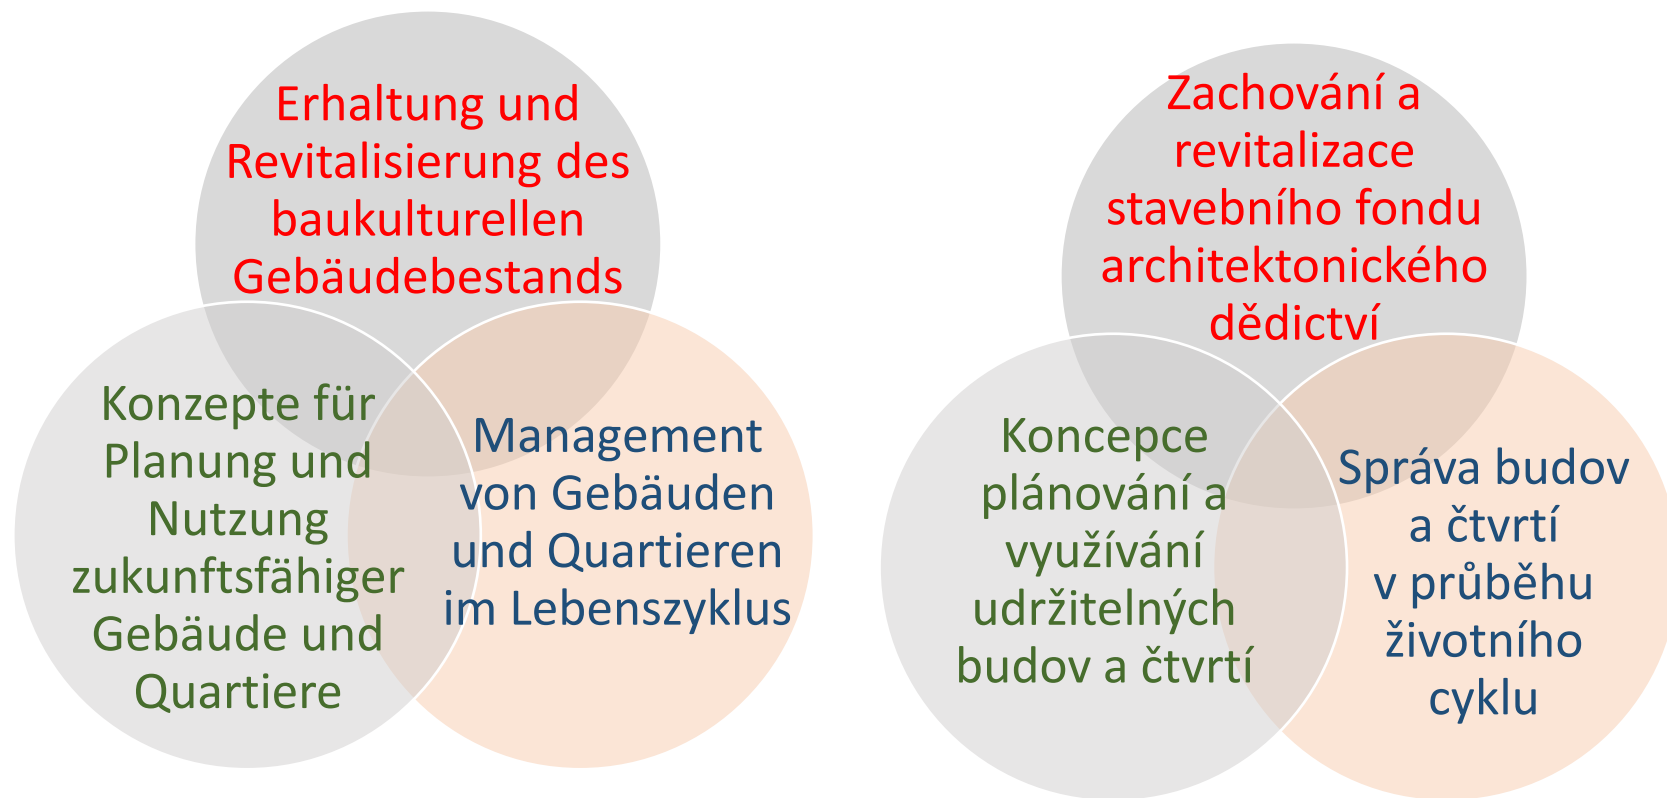 Erhaltung und
Revitalisierung des
baukulturellen
Gebäudebestands
Konzepte für
Planung und
Nutzung
zukunftsfähiger
Gebäude und
Quartiere
Management
von Gebäuden
und Quartieren
im Lebenszyklus
Zachování a
revitalizace
stavebního fondu
architektonického
dědictví
Koncepce
plánování a
využívání
udržitelných
budov a čtvrtí
Správa budov
a čtvrtí
v průběhu
životního
cyklu